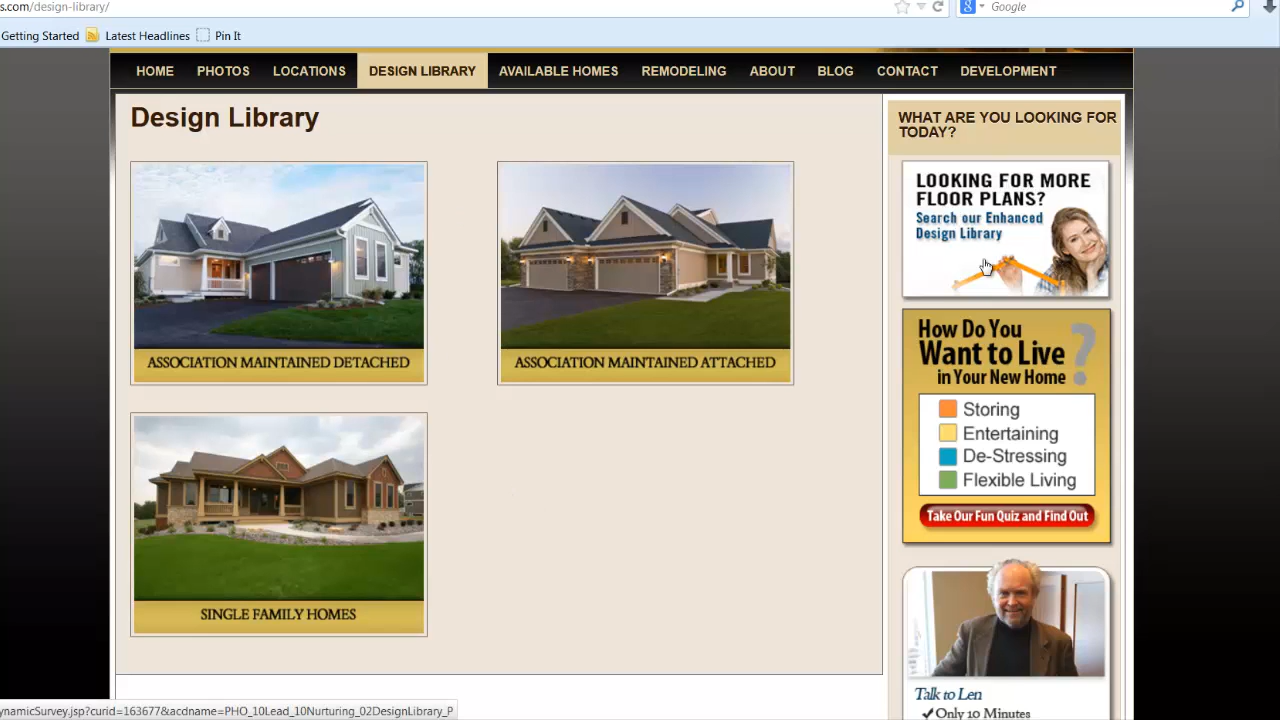 s.com/design-library/
Google
Getting Started
Latest Headlines
Pin It
HOME
PHOTOS
LOCATIONS
DESIGN LIBRARY
AVAILABLE HOMES
REMODELING
ABOUT
BLOG
CONTACT
DEVELOPMENT
Design Library
ASSOCIATION MAINTAINED DETACHED
ASSOCIATION MAINTAINED ATTACHED
SINGLE FAMILY HOMES
WHAT ARE YOU LOOKING FOR
TODAY?
LOOKING FOR MORE
FLOOR PLANS?
Search our Enhanced
Design Library
How Do You
Want to Live
in Your New Home
?
Storing
Entertaining
De-Stressing
Flexible Living
Take Our Fun Quiz and Find Out
Talk to Len
✓Only 10 Minutes
ynamicSurvey.jsp?curid=163677&acdname=PHO_10Lead_10Nurturing_02DesignLibrary_P